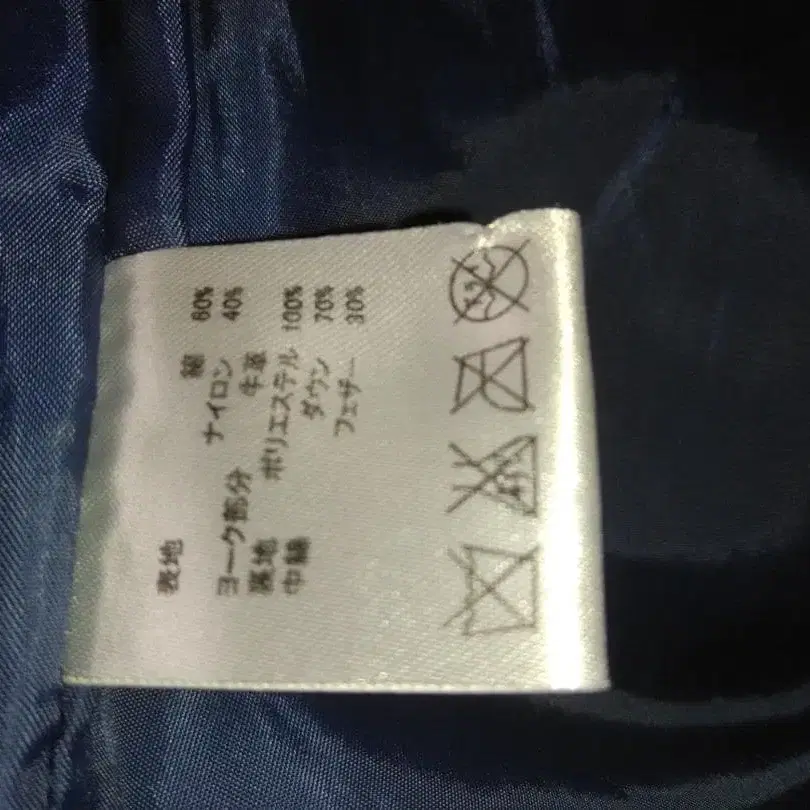 表地 綿 60%
ナイロン 40%
ヨーク部分 牛革
裏地 ポリエステル 100%
中綿 ダウン 70%
フェザー 30%